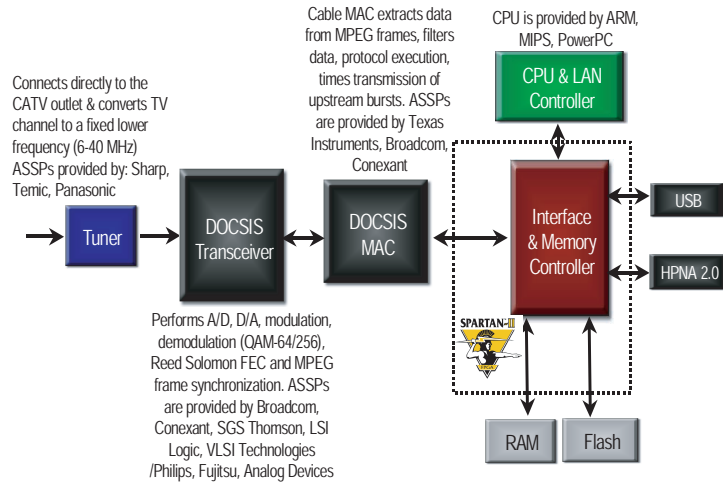 Cable MAC extracts data
from MPEG frames, filters
data, protocol execution,
times transmission of
upstream bursts. ASSPs
are provided by Texas
Instruments, Broadcom,
Conexant
CPU is provided by ARM,
MIPS, PowerPC
CPU & LAN
Controller
Connects directly to the
CATV outlet & converts TV
channel to a fixed lower
frequency (6-40 MHz)
ASSPs provided by: Sharp,
Temic, Panasonic
Tuner
DOCSIS
Transceiver
DOCSIS
MAC
Interface
& Memory
Controller
USB
HPNA 2.0
Performs A/D, D/A, modulation,
demodulation (QAM-64/256),
Reed Solomon FEC and MPEG
frame synchronization. ASSPs
are provided by Broadcom,
Conexant, SGS Thomson, LSI
Logic, VLSI Technologies
/Philips, Fujitsu, Analog Devices
SPARTAN-II
FPGA
RAM
Flash